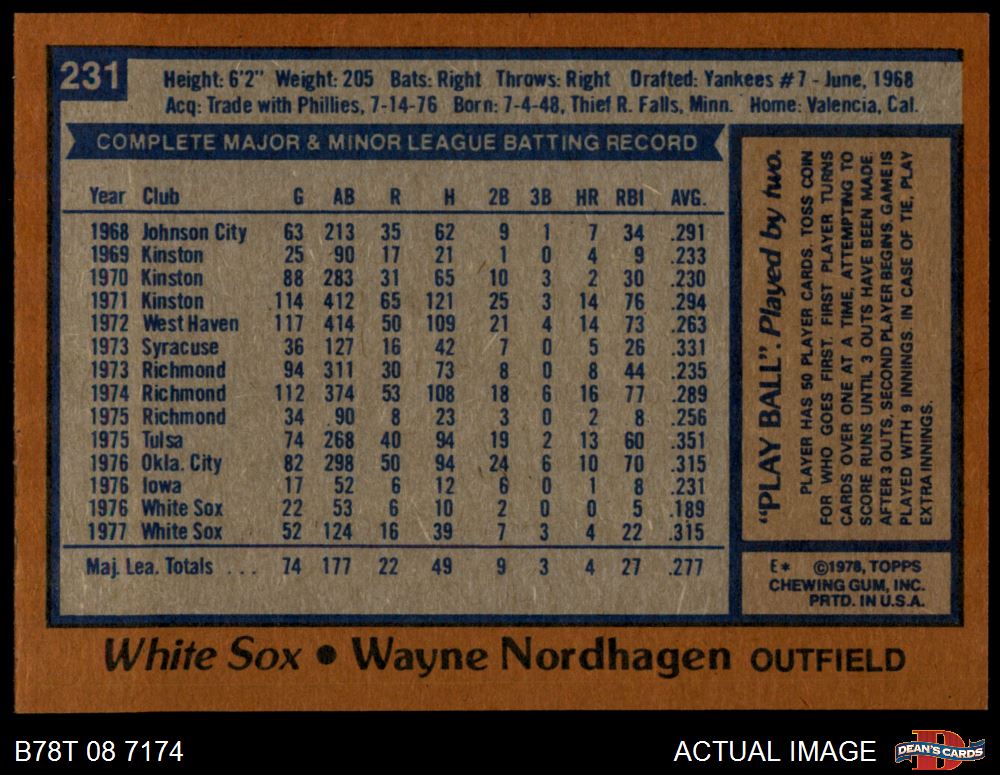 231
Height: 6'2" Weight: 205 Bats: Right Throws: Right Drafted: Yankees #7 - June, 1968
Acq: Trade with Phillies, 7-14-76 Born: 7-4-48, Thief R. Falls, Minn. Home: Valencia, Cal.
COMPLETE MAJOR & MINOR LEAGUE BATTING RECORD
Year Club G AB R H 2B 3B HR RBI AVG.
1968 Johnson City 63 213 35 62 9 1 7 34 .291
1969 Kinston 25 90 17 21 1 0 4 9 .233
1970 Kinston 88 283 31 65 10 3 2 30 .230
1971 Kinston 114 412 65 121 25 3 14 76 .294
1972 West Haven 117 414 50 109 21 4 14 73 .263
1973 Syracuse 36 127 16 42 7 0 5 26 .331
1973 Richmond 94 311 30 73 8 0 8 44 .235
1974 Richmond 112 374 53 108 18 6 16 77 .289
1975 Richmond 34 90 8 23 3 0 2 8 .256
1975 Tulsa 74 268 40 94 19 2 13 60 .351
1976 Okla. City 82 298 50 94 24 6 10 70 .315
1976 Iowa 17 52 6 12 6 0 1 8 .231
1976 White Sox 22 53 6 10 2 0 0 5 .189
1977 White Sox 52 124 16 39 7 3 4 22 .315
Maj. Lea. Totals . . . 74 177 22 49 9 3 4 27 .277
"PLAY BALL". Played by two.
PLAYER HAS 50 PLAYER CARDS. TOSS COIN
FOR WHO GOES FIRST. FIRST PLAYER TURNS
CARDS OVER ONE AT A TIME, ATTEMPTING TO
SCORE RUNS UNTIL 3 OUTS HAVE BEEN MADE.
AFTER 3 OUTS, SECOND PLAYER BEGINS. GAME IS
PLAYED WITH 9 INNINGS. IN CASE OF TIE, PLAY
EXTRA INNINGS.
E* ©1978, TOPPS
CHEWING GUM, INC.
PRTD. IN U.S.A.
White Sox • Wayne Nordhagen OUTFIELD
B78T 08 7174
ACTUAL IMAGE
DEAN'S CARDS